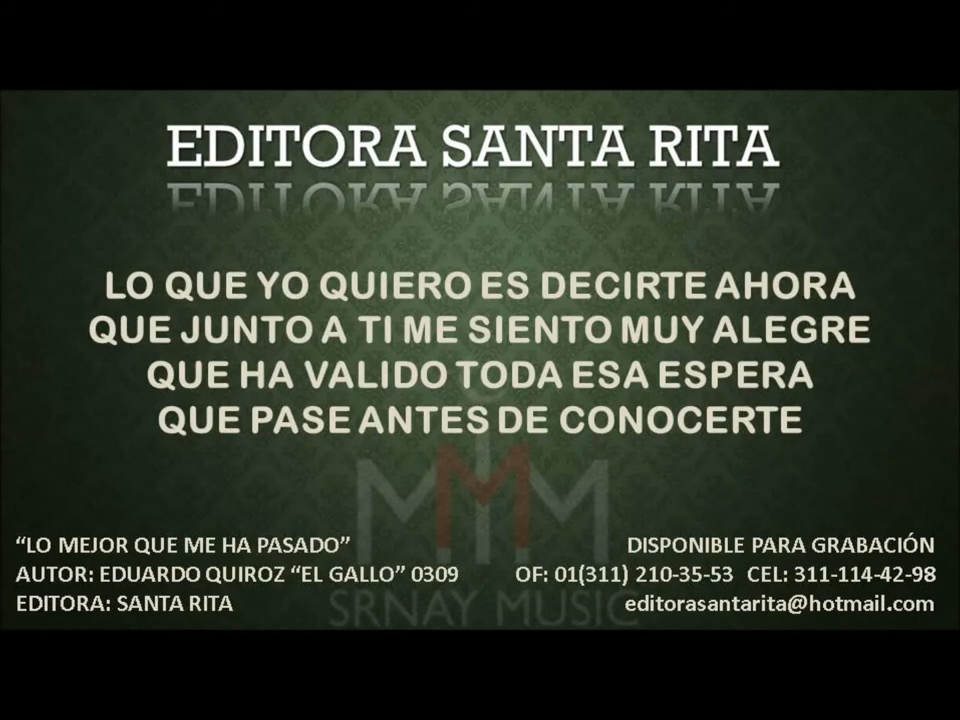 EDITORA SANTA RITA
LO QUE YO QUIERO ES DECIRTE AHORA
QUE JUNTO A TI ME SIENTO MUY ALEGRE
QUE HA VALIDO TODA ESA ESPERA
QUE PASE ANTES DE CONOCERTE
“LO MEJOR QUE ME HA PASADO”
AUTOR: EDUARDO QUIROZ “EL GALLO” 0309
EDITORA: SANTA RITA
DISPONIBLE PARA GRABACIÓN
OF: 01(311) 210-35-53 CEL: 311-114-42-98
editorasantarita@hotmail.com
MMM
SRNAY MUSIC